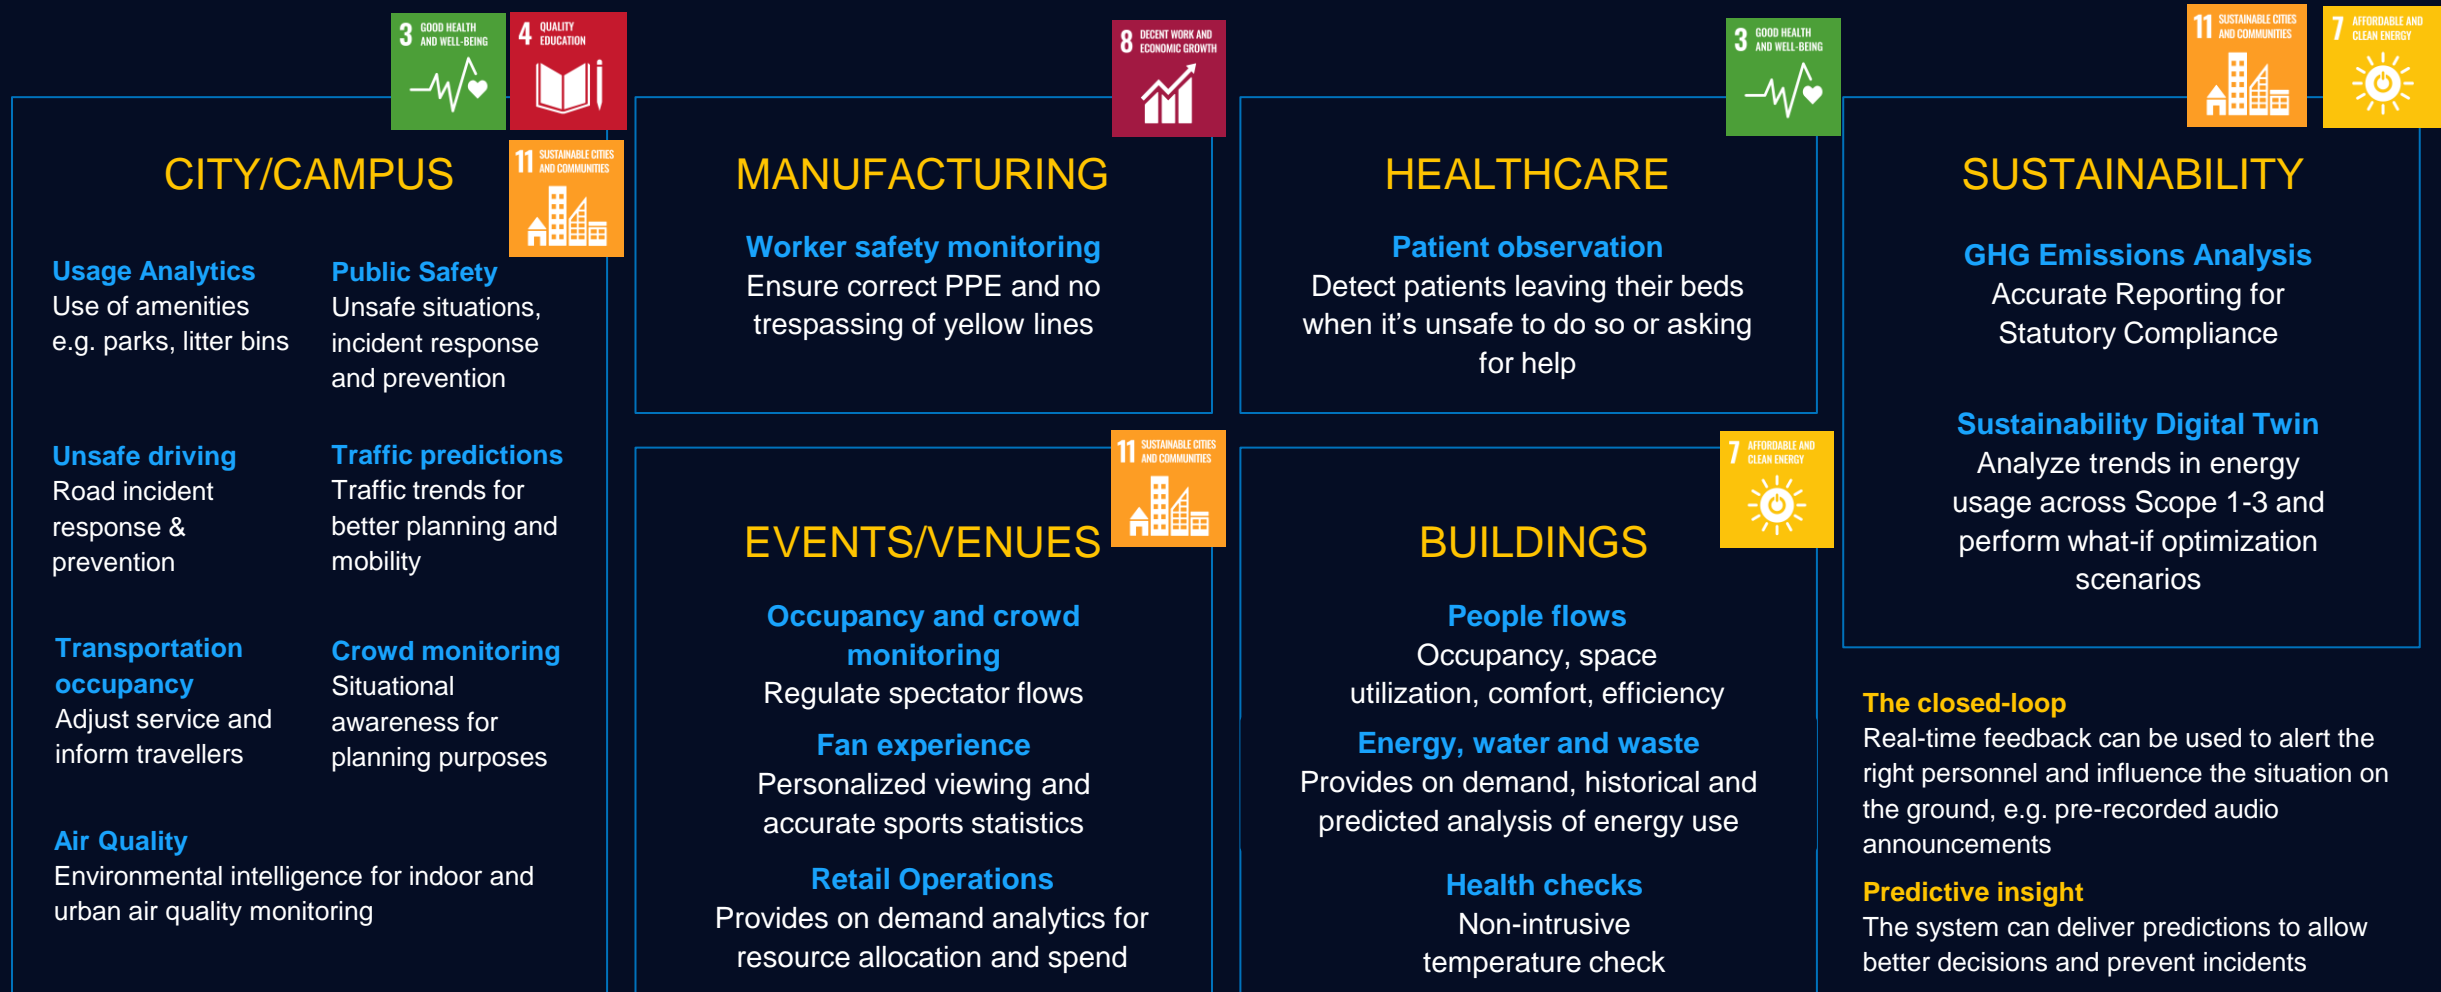 3 GOOD HEALTH
AND WELL-BEING
4 QUALITY
EDUCATION
11 SUSTAINABLE CITIES
AND COMMUNITIES
CITY/CAMPUS
Usage Analytics
Use of amenities
e.g. parks, litter bins
Public Safety
Unsafe situations,
incident response
and prevention
Unsafe driving
Road incident
response &
prevention
Traffic predictions
Traffic trends for
better planning and
mobility
Transportation
occupancy
Adjust service and
inform travellers
Crowd monitoring
Situational
awareness for
planning purposes
Air Quality
Environmental intelligence for indoor and
urban air quality monitoring
8 DECENT WORK AND
ECONOMIC GROWTH
MANUFACTURING
Worker safety monitoring
Ensure correct PPE and no
trespassing of yellow lines
11 SUSTAINABLE CITIES
AND COMMUNITIES
EVENTS/VENUES
Occupancy and crowd
monitoring
Regulate spectator flows
Fan experience
Personalized viewing and
accurate sports statistics
Retail Operations
Provides on demand analytics for
resource allocation and spend
3 GOOD HEALTH
AND WELL-BEING
HEALTHCARE
Patient observation
Detect patients leaving their beds
when it’s unsafe to do so or asking
for help
7 AFFORDABLE AND
CLEAN ENERGY
BUILDINGS
People flows
Occupancy, space
utilization, comfort, efficiency
Energy, water and waste
Provides on demand, historical and
predicted analysis of energy use
Health checks
Non-intrusive
temperature check
11 SUSTAINABLE CITIES
AND COMMUNITIES
7 AFFORDABLE AND
CLEAN ENERGY
SUSTAINABILITY
GHG Emissions Analysis
Accurate Reporting for
Statutory Compliance
Sustainability Digital Twin
Analyze trends in energy
usage across Scope 1-3 and
perform what-if optimization
scenarios
The closed-loop
Real-time feedback can be used to alert the
right personnel and influence the situation on
the ground, e.g. pre-recorded audio
announcements
Predictive insight
The system can deliver predictions to allow
better decisions and prevent incidents